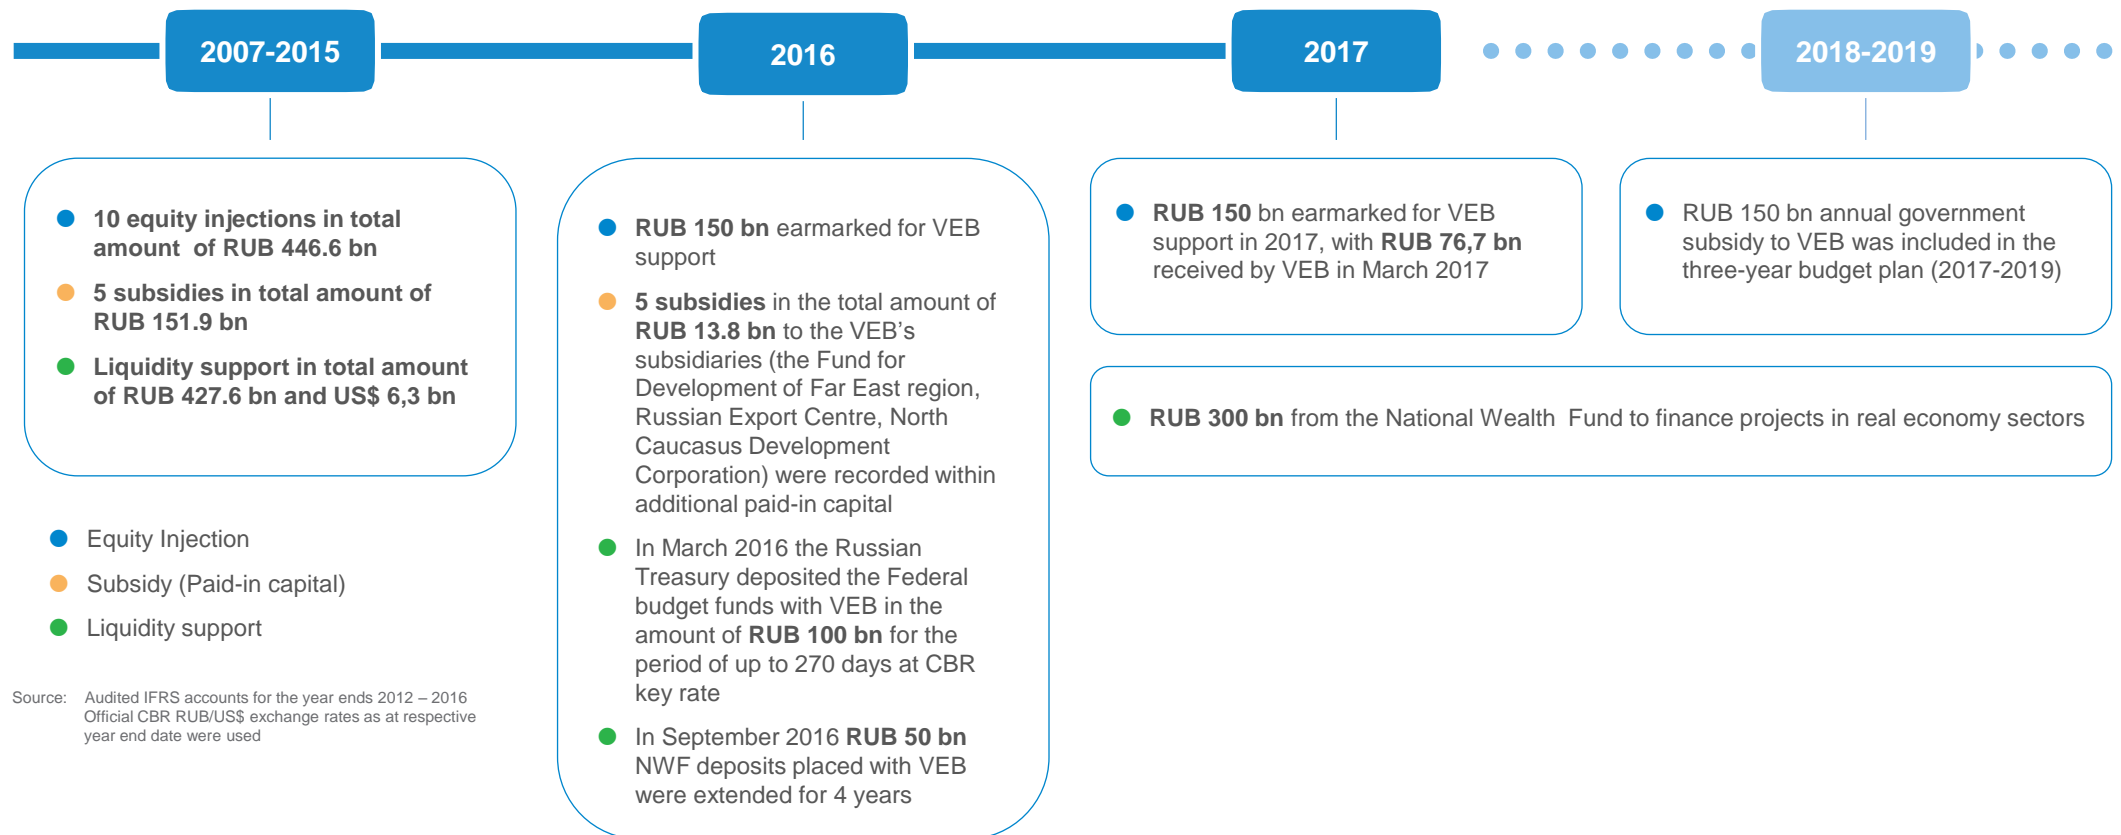 2007-2015
2016
2017
2018-2019
10 equity injections in total
amount of RUB 446.6 bn
5 subsidies in total amount of
RUB 151.9 bn
Liquidity support in total amount
of RUB 427.6 bn and US$ 6,3 bn
Equity Injection
Subsidy (Paid-in capital)
Liquidity support
Source: Audited IFRS accounts for the year ends 2012 – 2016
Official CBR RUB/US$ exchange rates as at respective
year end date were used
RUB 150 bn earmarked for VEB
support
5 subsidies in the total amount of
RUB 13.8 bn to the VEB’s
subsidiaries (the Fund for
Development of Far East region,
Russian Export Centre, North
Caucasus Development
Corporation) were recorded within
additional paid-in capital
In March 2016 the Russian
Treasury deposited the Federal
budget funds with VEB in the
amount of RUB 100 bn for the
period of up to 270 days at CBR
key rate
In September 2016 RUB 50 bn
NWF deposits placed with VEB
were extended for 4 years
RUB 150 bn earmarked for VEB
support in 2017, with RUB 76,7 bn
received by VEB in March 2017
RUB 150 bn annual government
subsidy to VEB was included in the
three-year budget plan (2017-2019)
RUB 300 bn from the National Wealth Fund to finance projects in real economy sectors